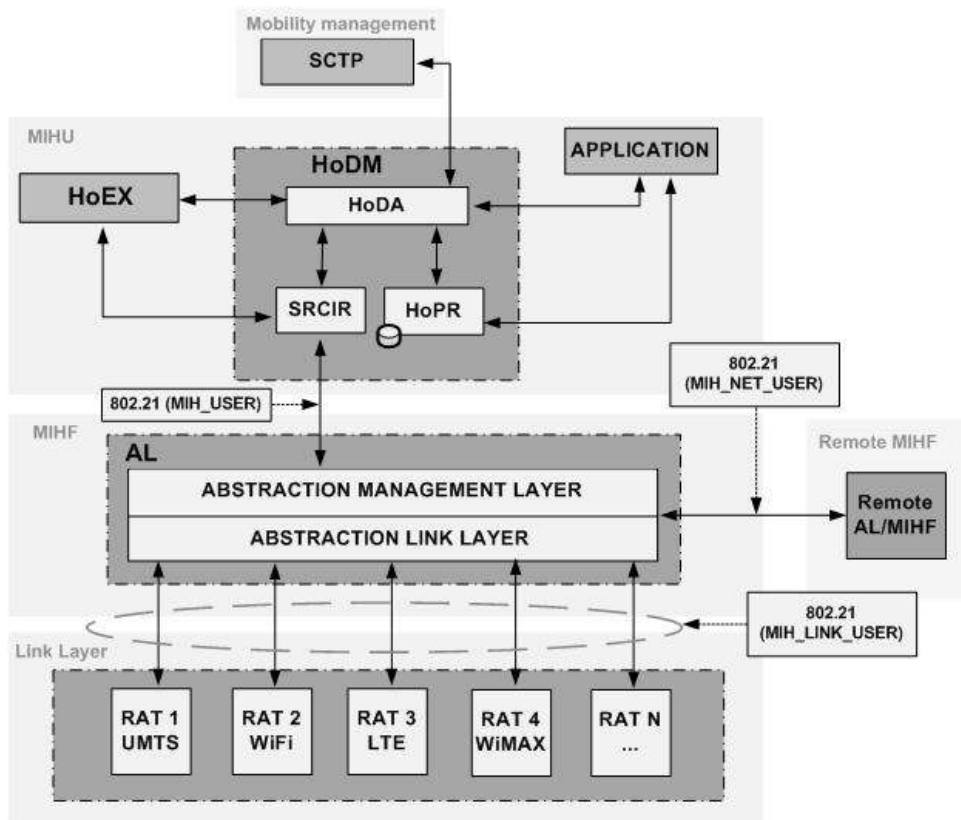 Mobility management
SCTP
MIHU
HoDM
APPLICATION
HoEX
HoDA
SRCIR
HoPR
802.21
(MIH_NET_USER)
802.21 (MIH_USER)
MIHF
AL
Remote MIHF
ABSTRACTION MANAGEMENT LAYER
Remote
AL/MIHF
ABSTRACTION LINK LAYER
802.21
(MIH_LINK_USER)
Link Layer
RAT 1
UMTS
RAT 2
WiFi
RAT 3
LTE
RAT 4
WiMAX
RAT N
...